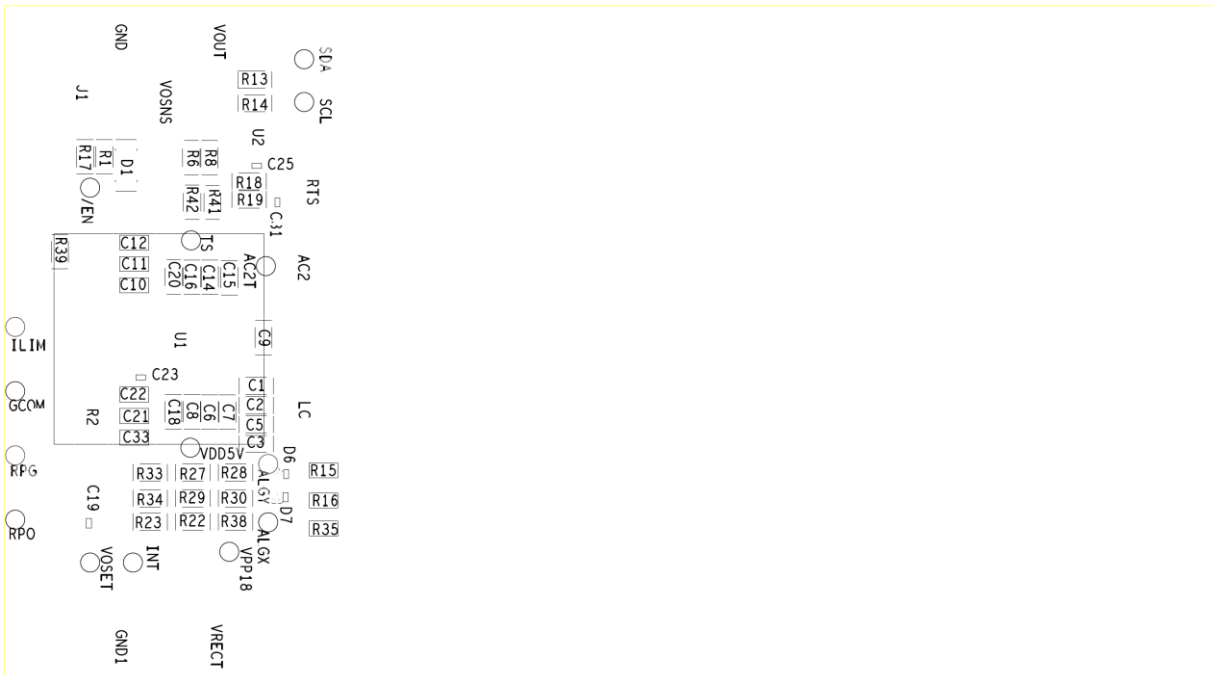 GND
VOUT
SDA
R13
J1
VOSNS
R14
SCL
U2
R17
R1
D1
R6
R8
C25
R18
RTS
R19
/EN
R42
R41
C31
R39
C12
TS
C11
C20
C16
C14
C15
AC2T
AC2
C10
ILIM
U1
C9
C23
C1
C22
GCOM
R2
C21
C18
C8
C6
C7
C2
LC
C5
C33
C3
VDD5V
D6
RPG
R33
R27
R28
ALGY
R15
C19
R34
R29
R30
D7
R16
RPO
R23
R22
R38
R35
VOSET
INT
VPP18
ALGX
GND1
VRECT